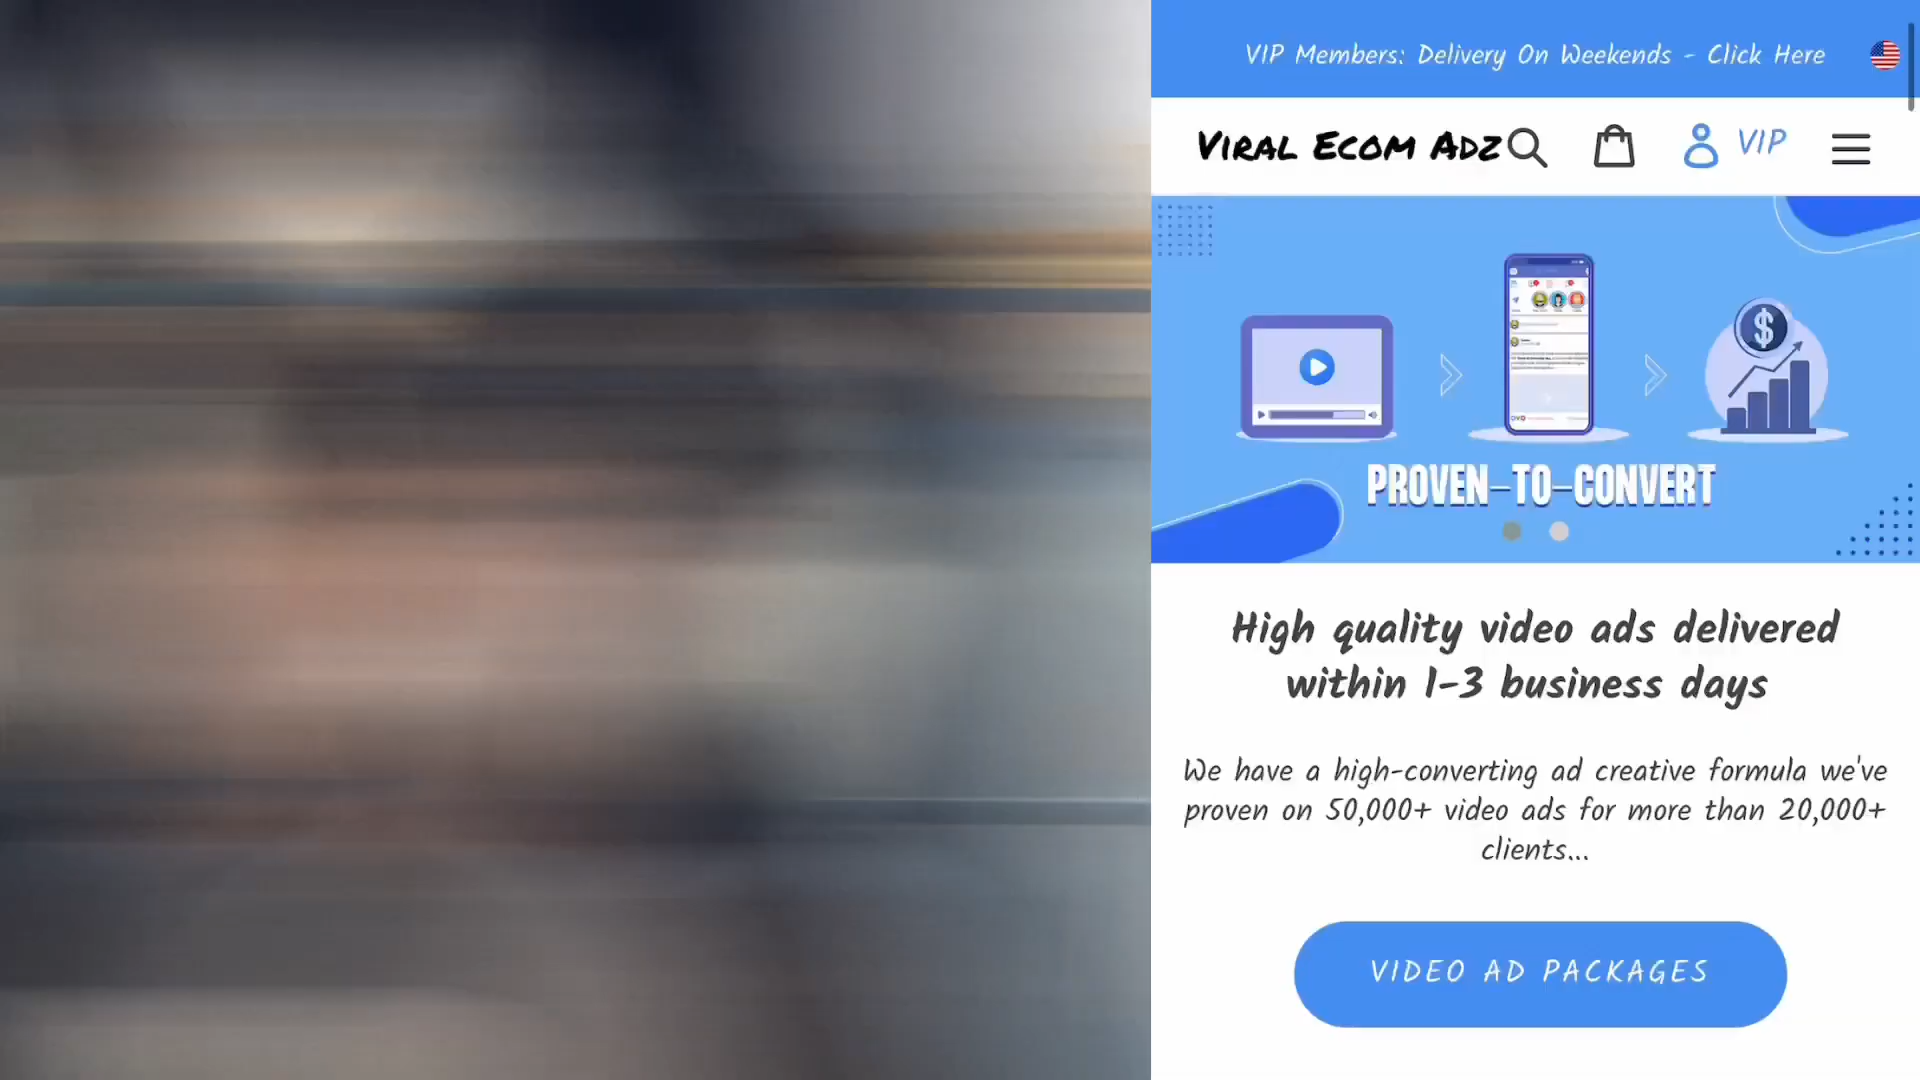 VIP Members: Delivery On Weekends - Click Here
VIRAL ECOM ADZ
VIP
PROVEN-TO-CONVERT
High quality video ads delivered
within 1-3 business days
We have a high-converting ad creative formula we've
proven on 50,000+ video ads for more than 20,000+
clients...
VIDEO AD PACKAGES